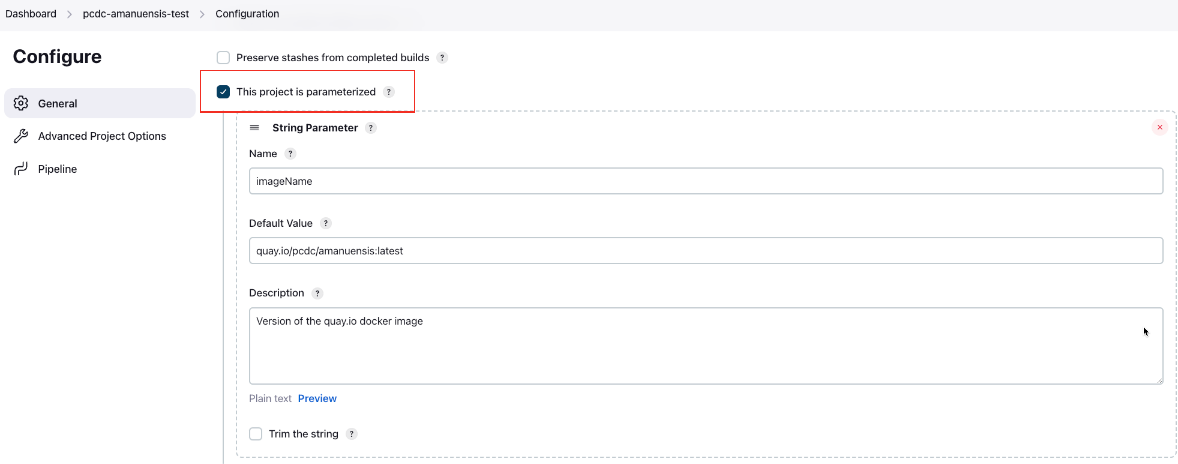 Dashboard > pcdc-amanuensis-test > Configuration
Configure
General
Advanced Project Options
Pipeline
Preserve stashes from completed builds ?
This project is parameterized ?
String Parameter ?
×
Name ?
imageName
Default Value ?
quay.io/pcdc/amanuensis:latest
Description ?
Version of the quay.io docker image
Plain text Preview
Trim the string ?